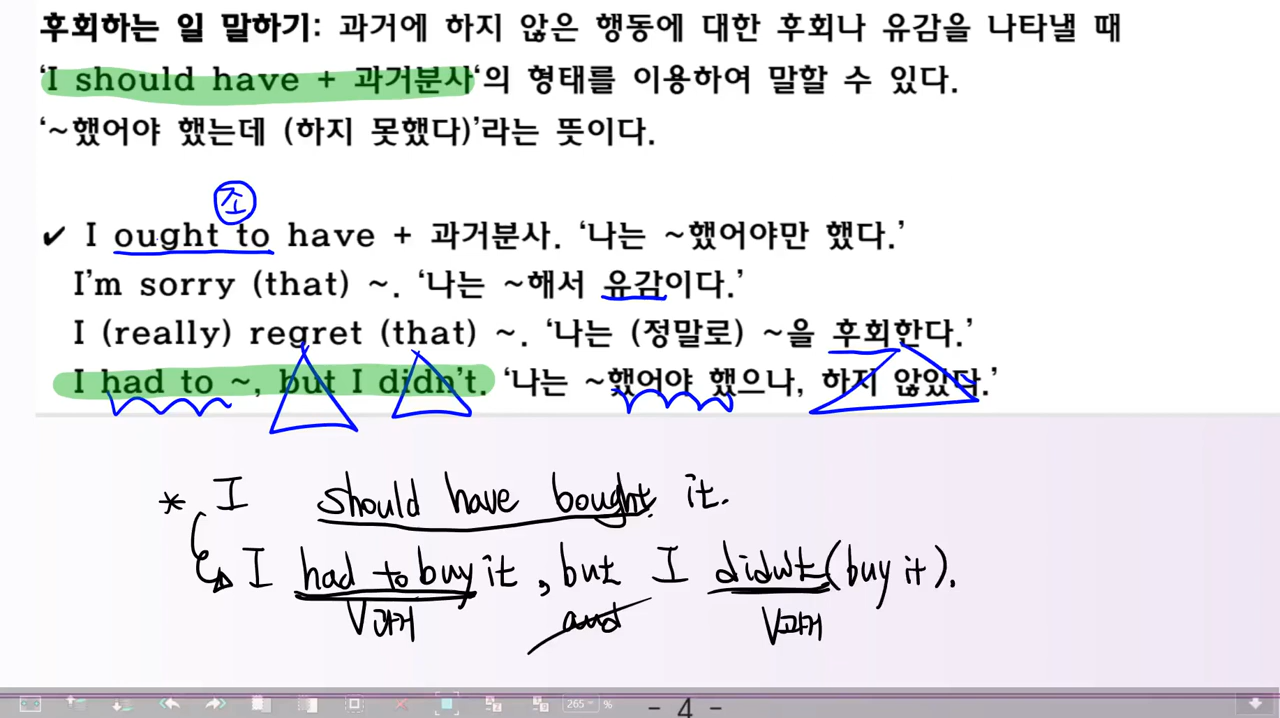 후회하는 일 말하기: 과거에 하지 않은 행동에 대한 후회나 유감을 나타낼 때
'I should have + 과거분사'의 형태를 이용하여 말할 수 있다.
'~했어야 했는데 (하지 못했다)'라는 뜻이다.
조
✔ I ought to have + 과거분사. '나는 ~했어야만 했다.'
I'm sorry (that) ~. '나는 ~해서 유감이다.'
I (really) regret (that) ~. '나는 (정말로) ~을 후회한다.'
I had to ~, but I didn't. '나는 ~했어야 했으나, 하지 않았다.'
* I should have bought it.
I had to buy it, but I didn't (buy it).
V과거 and V과거
265 %
- 4 -